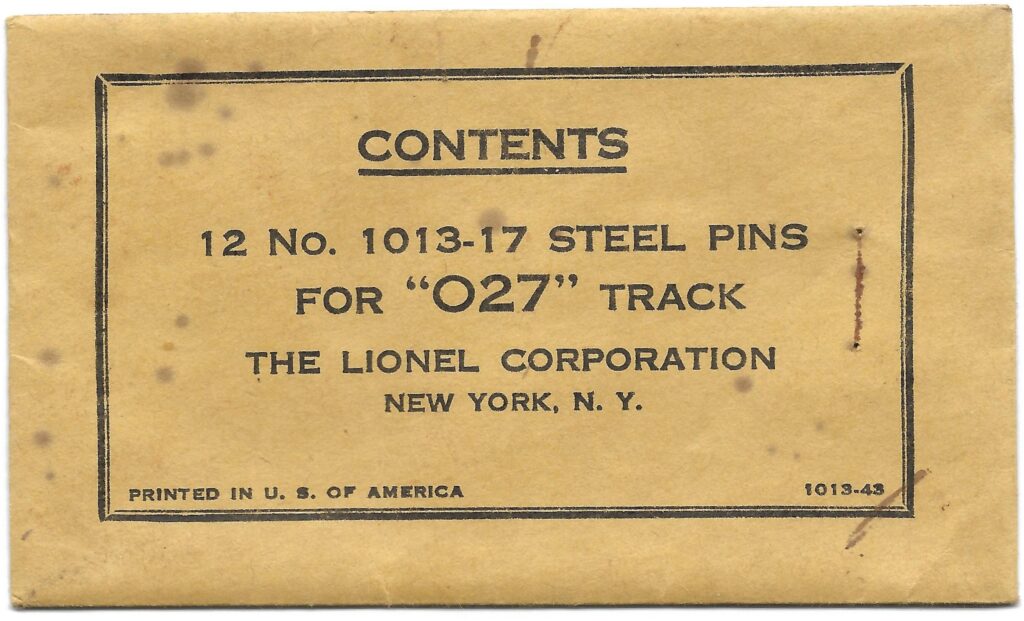 CONTENTS
12 No. 1013-17 STEEL PINS
FOR “O27” TRACK
THE LIONEL CORPORATION
NEW YORK, N. Y.
PRINTED IN U. S. OF AMERICA
1013-43